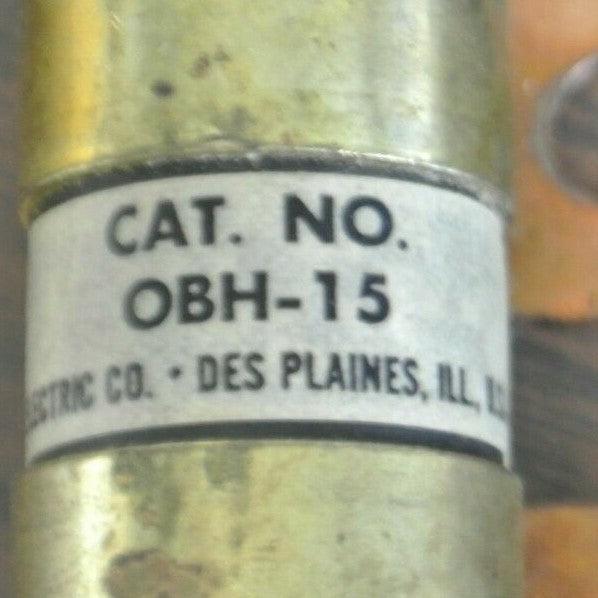 CAT. NO.
OBH-15
ECTRIC CO. • DES PLAINES, ILL., U.S.